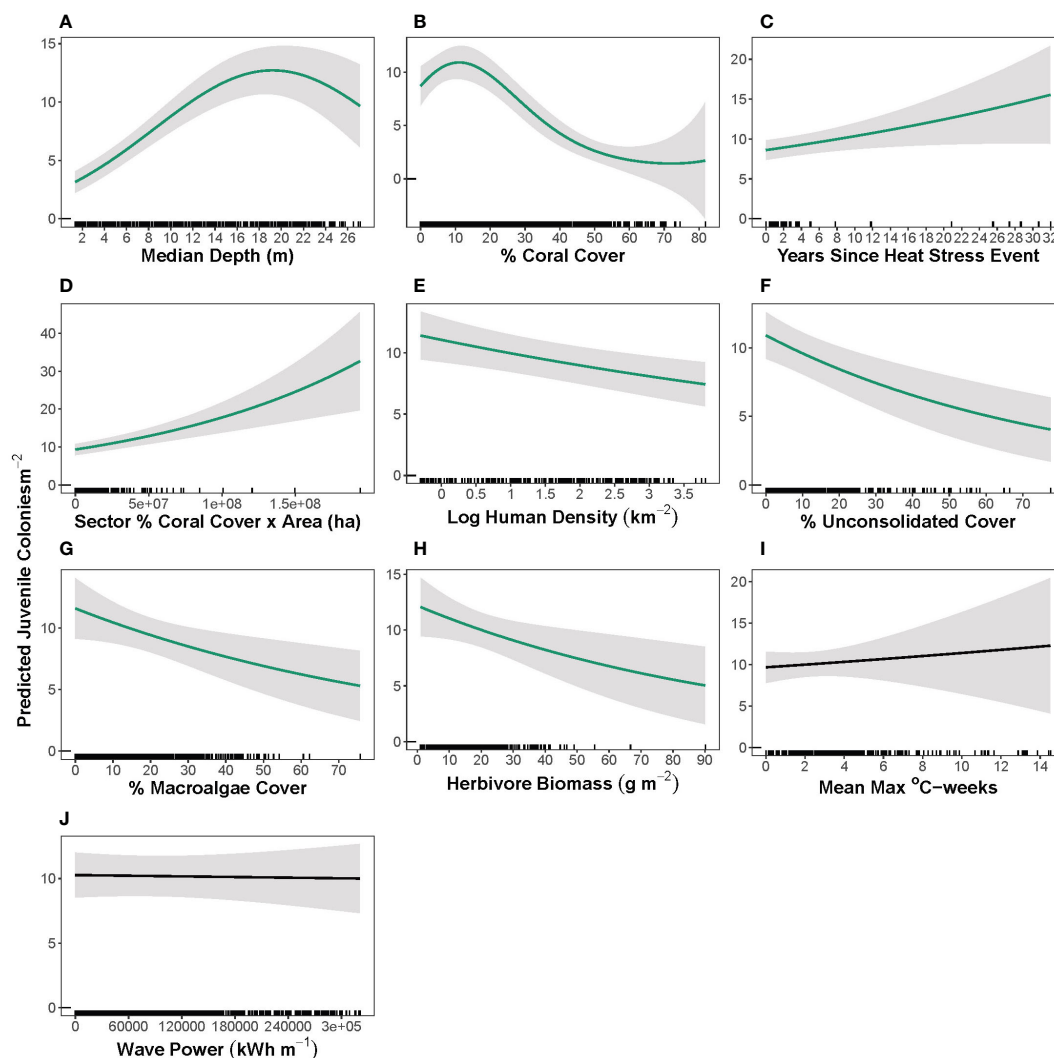 A
B
C
15
10
5
0
2 4 6 8 10 12 14 16 18 20 22 24 26
Median Depth (m)
10
5
0
0 10 20 30 40 50 60 70 80
% Coral Cover
20
15
10
5
0
0 2 4 6 8 10 12 14 16 18 20 22 24 26 28 30 32
Years Since Heat Stress Event
D
E
F
40
30
20
10
0
0 5e+07 1e+08 1.5e+08
Sector % Coral Cover x Area (ha)
10
5
0
0 0.5 1 1.5 2 2.5 3 3.5
Log Human Density (km⁻²)
10
5
0
0 10 20 30 40 50 60 70
% Unconsolidated Cover
Predicted Juvenile Coloniesm⁻²
G
H
I
10
5
0
0 10 20 30 40 50 60 70
% Macroalgae Cover
15
10
5
0
0 10 20 30 40 50 60 70 80 90
Herbivore Biomass (g m⁻²)
20
15
10
5
0
0 2 4 6 8 10 12 14
Mean Max °C−weeks
J
10
5
0
0 60000 120000 180000 240000 3e+05
Wave Power (kWh m⁻¹)